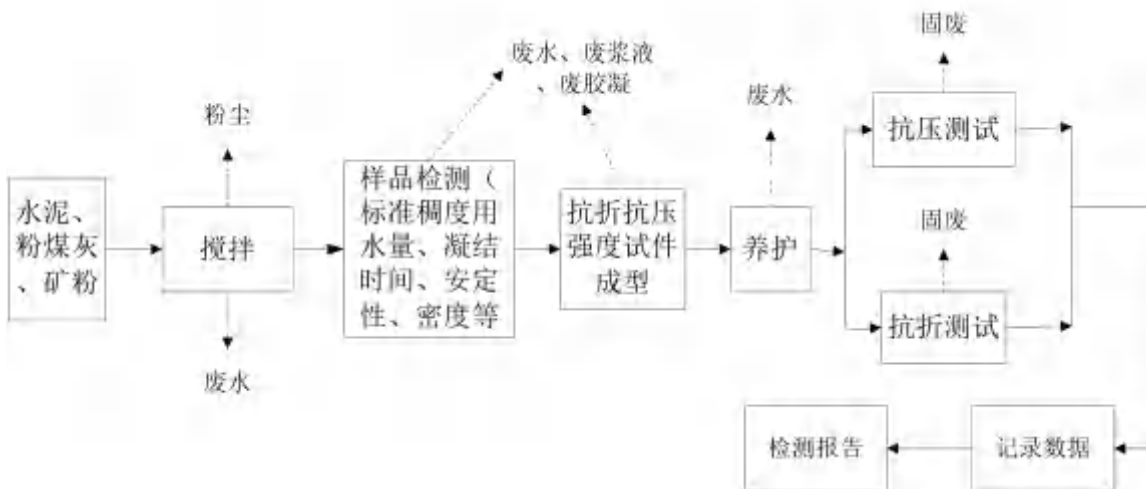 固废
废水、废浆液
、废胶凝
废水
粉尘
抗压测试
样品检测（
标准稠度用
水量、凝结
时间、安定
性、密度等
水泥、
粉煤灰
、矿粉
搅拌
抗折抗压
强度试件
成型
养护
固废
抗折测试
废水
检测报告
记录数据